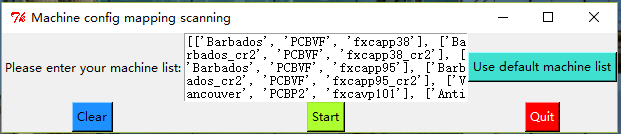 Machine config mapping scanning
Please enter your machine list:
[['Barbados', 'PCBVF', 'fxcapp38'], ['Ba
rbados_cr2', 'PCBVF', 'fxcapp38_cr2'], [
'Barbados', 'PCBVF', 'fxcapp95'], ['Barb
ados_cr2', 'PCBVF', 'fxcapp95_cr2'], ['V
ancouver', 'PCBP2', 'fxcavp101'], ['Anti
Use default machine list
Clear
Start
Quit